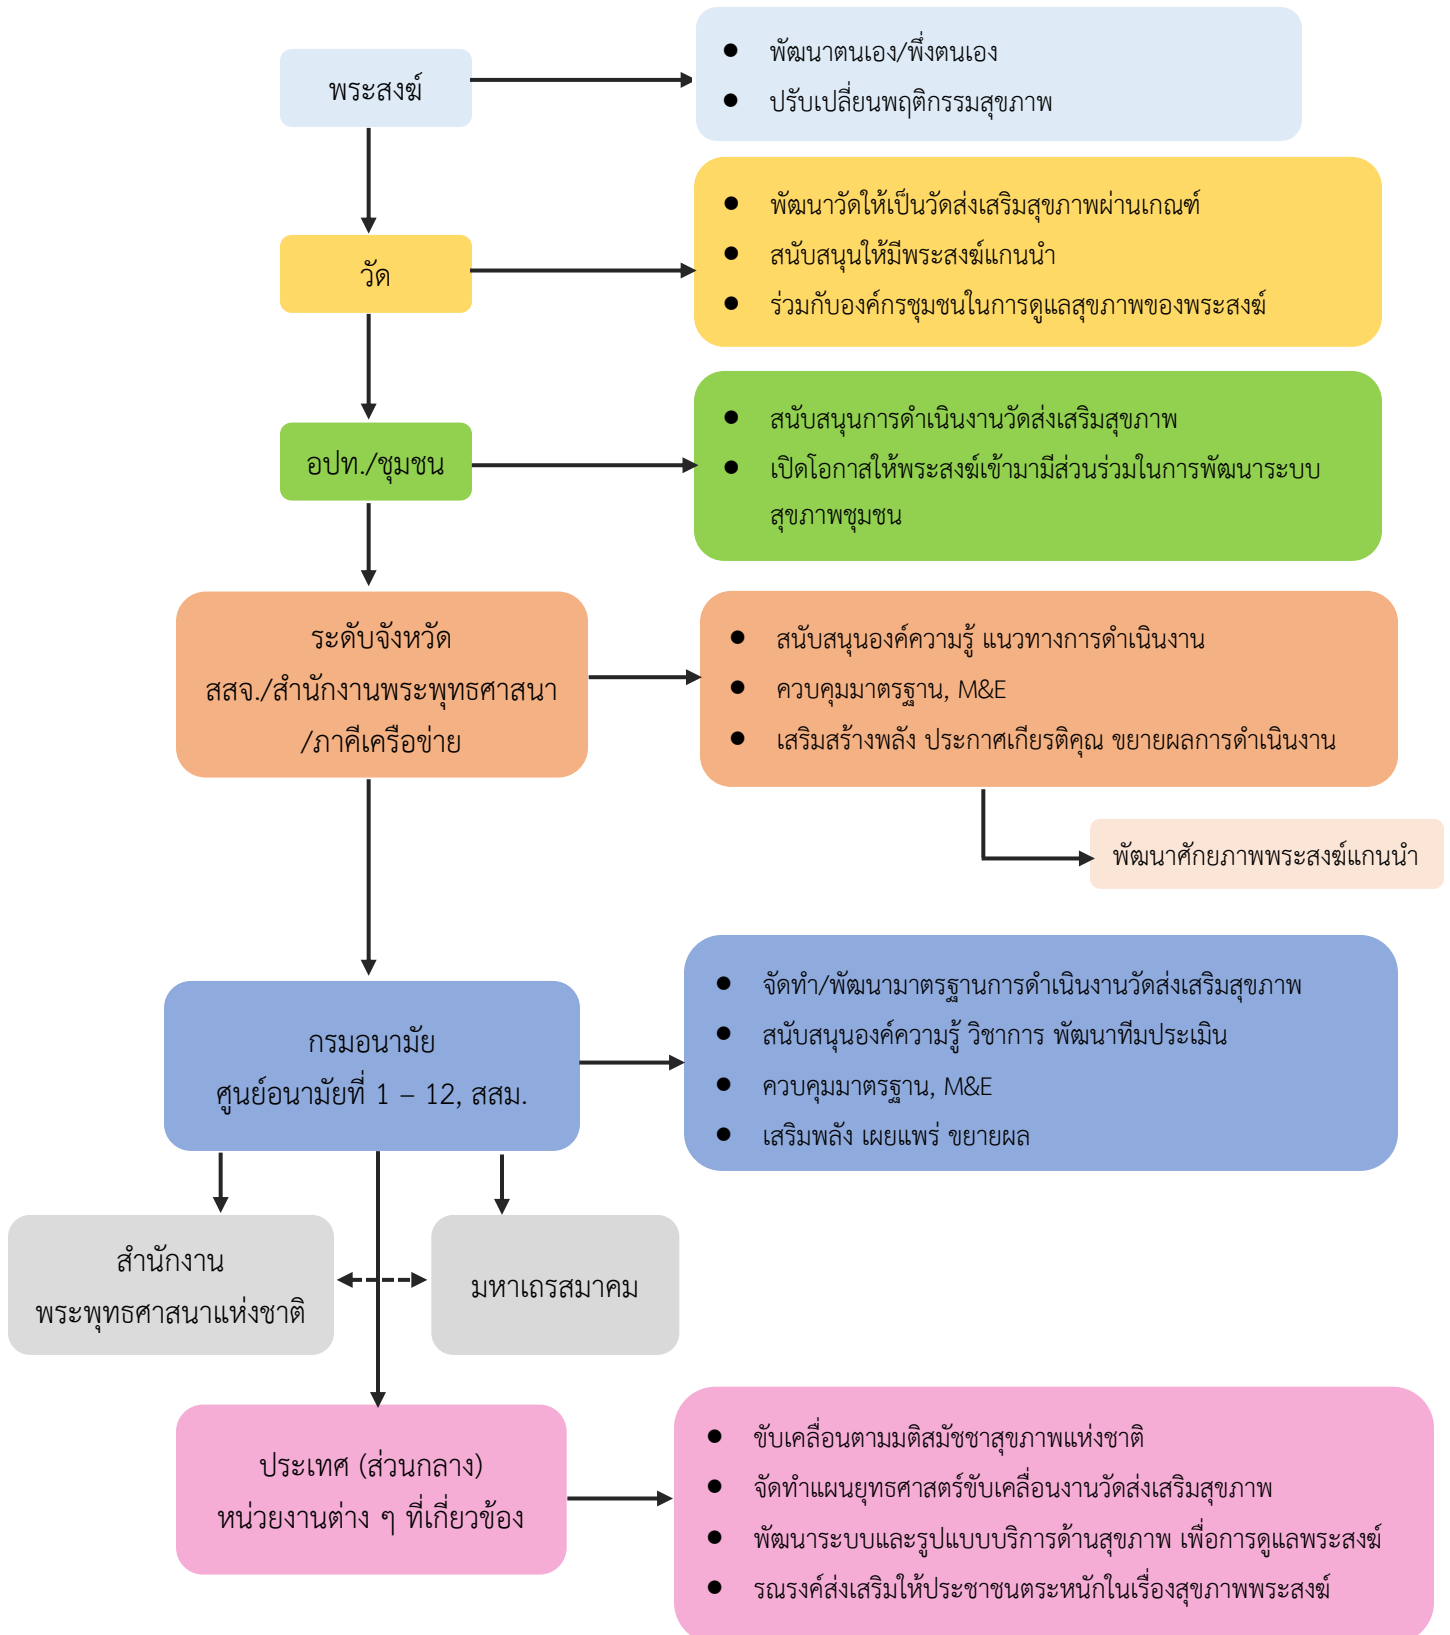 พระสงฆ์
● พัฒนาตนเอง/พึ่งตนเอง
● ปรับเปลี่ยนพฤติกรรมสุขภาพ
วัด
● พัฒนาวัดให้เป็นวัดส่งเสริมสุขภาพผ่านเกณฑ์
● สนับสนุนให้มีพระสงฆ์แกนนำ
● ร่วมกับองค์กรชุมชนในการดูแลสุขภาพของพระสงฆ์
อปท./ชุมชน
● สนับสนุนการดำเนินงานวัดส่งเสริมสุขภาพ
● เปิดโอกาสให้พระสงฆ์เข้ามามีส่วนร่วมในการพัฒนาระบบ
สุขภาพชุมชน
ระดับจังหวัด
สสจ./สำนักงานพระพุทธศาสนา
/ภาคีเครือข่าย
● สนับสนุนองค์ความรู้ แนวทางการดำเนินงาน
● ควบคุมมาตรฐาน, M&E
● เสริมสร้างพลัง ประกาศเกียรติคุณ ขยายผลการดำเนินงาน
พัฒนาศักยภาพพระสงฆ์แกนนำ
กรมอนามัย
ศูนย์อนามัยที่ 1 – 12, สสม.
● จัดทำ/พัฒนามาตรฐานการดำเนินงานวัดส่งเสริมสุขภาพ
● สนับสนุนองค์ความรู้ วิชาการ พัฒนาทีมประเมิน
● ควบคุมมาตรฐาน, M&E
● เสริมพลัง เผยแพร่ ขยายผล
สำนักงาน
พระพุทธศาสนาแห่งชาติ
มหาเถรสมาคม
ประเทศ (ส่วนกลาง)
หน่วยงานต่าง ๆ ที่เกี่ยวข้อง
● ขับเคลื่อนตามมติสมัชชาสุขภาพแห่งชาติ
● จัดทำแผนยุทธศาสตร์ขับเคลื่อนงานวัดส่งเสริมสุขภาพ
● พัฒนาระบบและรูปแบบบริการด้านสุขภาพ เพื่อการดูแลพระสงฆ์
● รณรงค์ส่งเสริมให้ประชาชนตระหนักในเรื่องสุขภาพพระสงฆ์